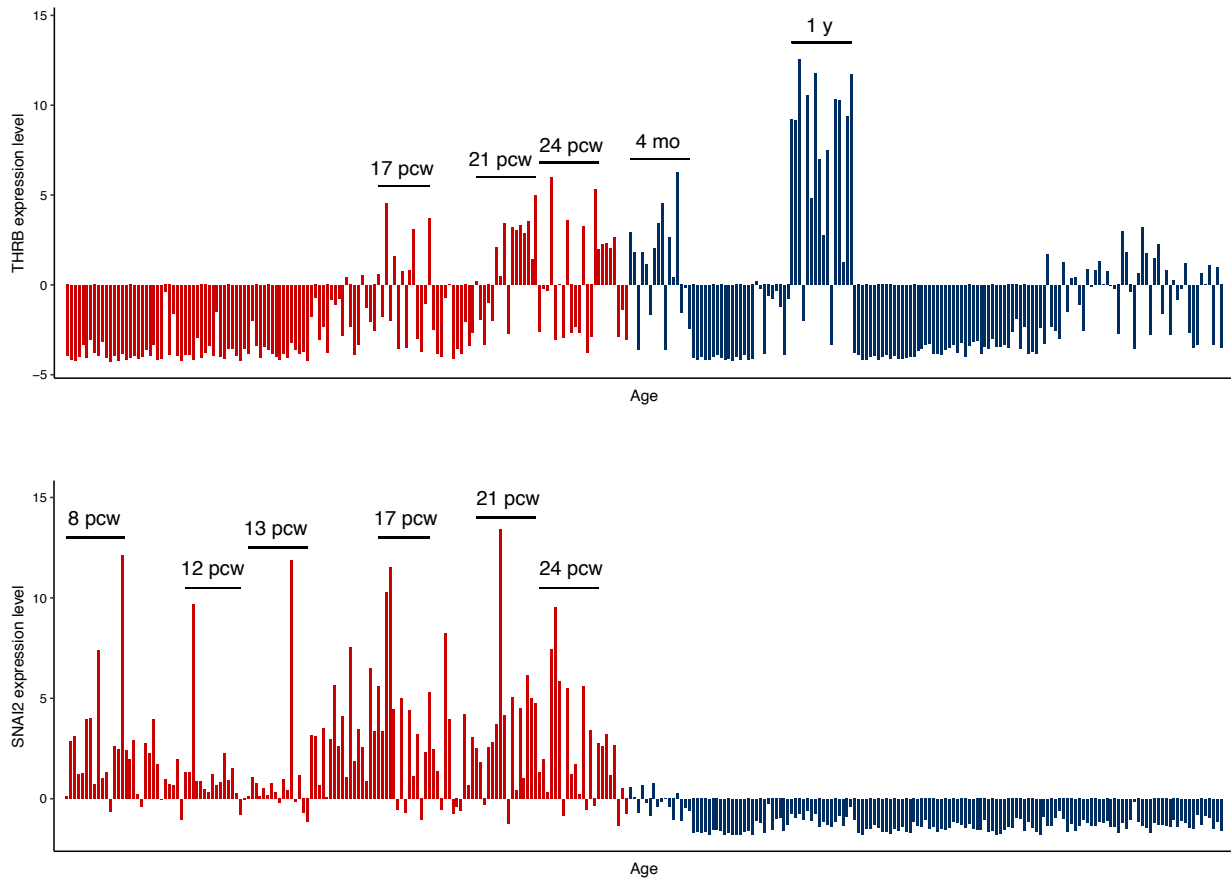 15
1 y
10
24 pcw
4 mo
21 pcw
17 pcw
5
0
−5
THRB expression level
Age
15
21 pcw
8 pcw
17 pcw
13 pcw
12 pcw
24 pcw
10
5
0
SNAI2 expression level
Age